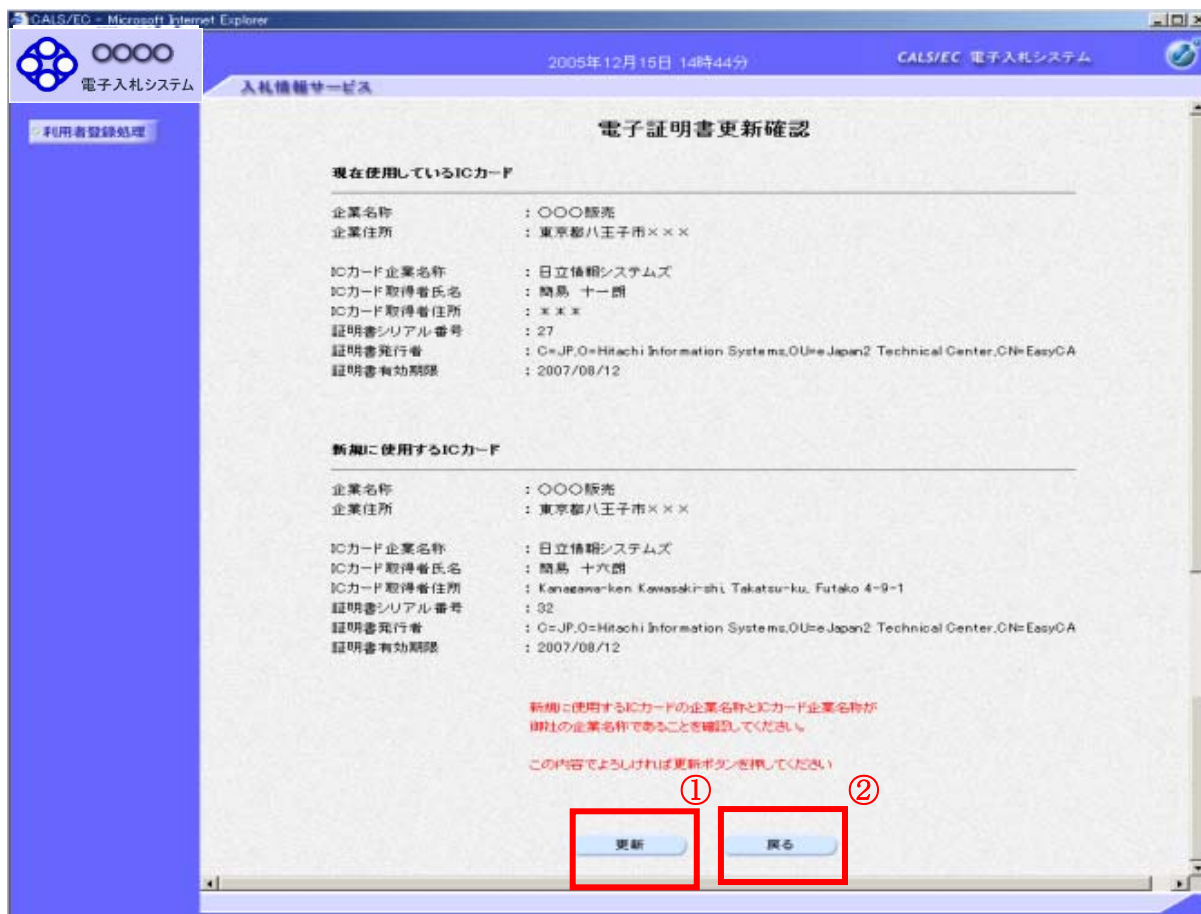 CALS/EC - Microsoft Internet Explorer
○○○○
電子入札システム
2005年12月15日 14時44分
CALS/EC 電子入札システム
入札情報サービス
利用者登録処理
電子証明書更新確認
現在使用しているICカード
企業名称 : ○○○販売
企業住所 : 東京都八王子市×××
ICカード企業名称 : 日立情報システムズ
ICカード取得者氏名 : 簡易 十一朗
ICカード取得者住所 : * * *
証明書シリアル番号 : 27
証明書発行者 : C=JP,O=Hitachi Information Systems,OU=eJapan2 Technical Center,CN=EasyCA
証明書有効期限 : 2007/08/12
新規に使用するICカード
企業名称 : ○○○販売
企業住所 : 東京都八王子市×××
ICカード企業名称 : 日立情報システムズ
ICカード取得者氏名 : 簡易 十六朗
ICカード取得者住所 : Kanagawa-ken Kawasaki-shi, Takatsu-ku, Futako 4-9-1
証明書シリアル番号 : 32
証明書発行者 : C=JP,O=Hitachi Information Systems,OU=eJapan2 Technical Center,CN=EasyCA
証明書有効期限 : 2007/08/12
新規に使用するICカードの企業名称とICカード企業名称が
御社の企業名称であることを確認してください。
この内容でよろしければ更新ボタンを押してください
① ②
更新 戻る